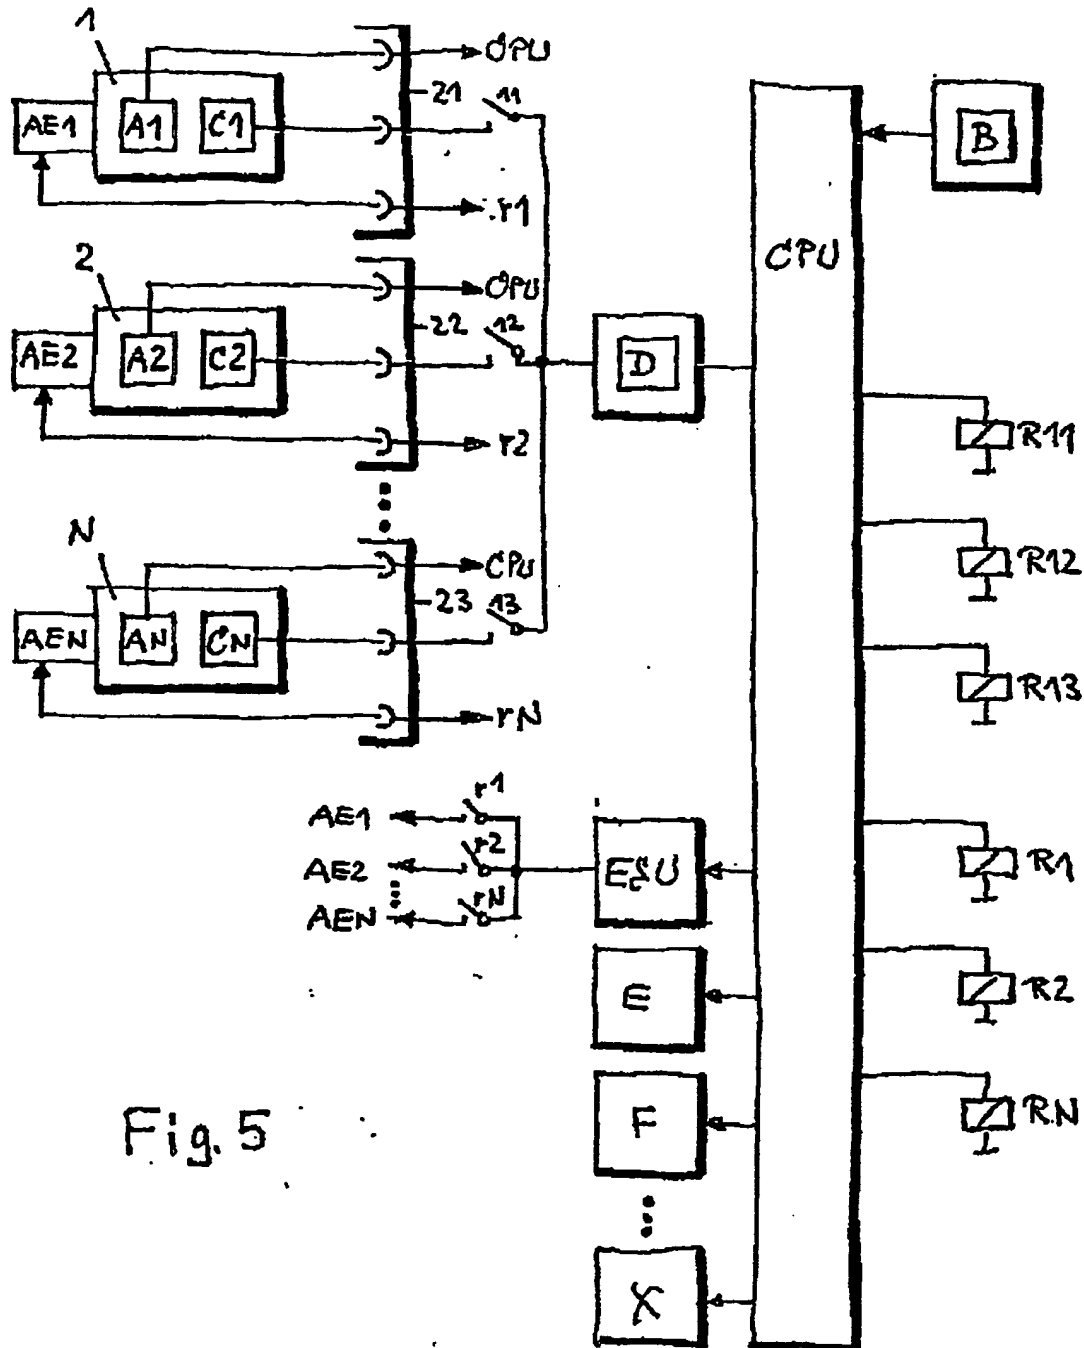 1
CPU
AE1
A1
C1
21
11
r1
B
CPU
2
CPU
AE2
A2
C2
22
12
D
r2
R11
N
CPU
R12
AEN
AN
CN
23
13
rN
R13
AE1
r1
AE2
r2
ESU
R1
AEN
rN
E
R2
F
RN
X
Fig. 5